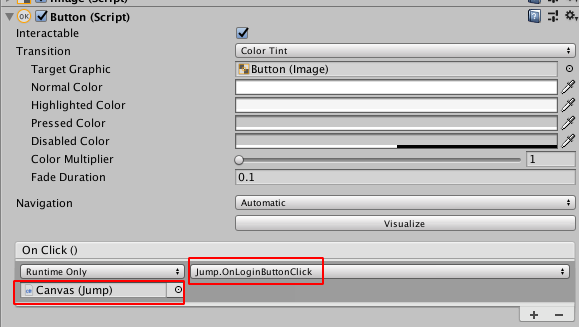 Image (Script)
OK Button (Script)
Interactable
Transition Color Tint
Target Graphic Button (Image)
Normal Color
Highlighted Color
Pressed Color
Disabled Color
Color Multiplier 1
Fade Duration 0.1
Navigation Automatic
Visualize
On Click ()
Runtime Only Jump.OnLoginButtonClick
Canvas (Jump)